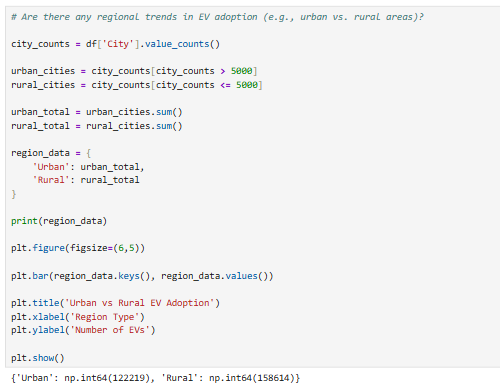 # Are there any regional trends in EV adoption (e.g., urban vs. rural areas)?
city_counts = df['City'].value_counts()
urban_cities = city_counts[city_counts > 5000]
rural_cities = city_counts[city_counts <= 5000]
urban_total = urban_cities.sum()
rural_total = rural_cities.sum()
region_data = {
    'Urban': urban_total,
    'Rural': rural_total
}
print(region_data)
plt.figure(figsize=(6,5))
plt.bar(region_data.keys(), region_data.values())
plt.title('Urban vs Rural EV Adoption')
plt.xlabel('Region Type')
plt.ylabel('Number of EVs')
plt.show()
{'Urban': np.int64(122219), 'Rural': np.int64(158614)}